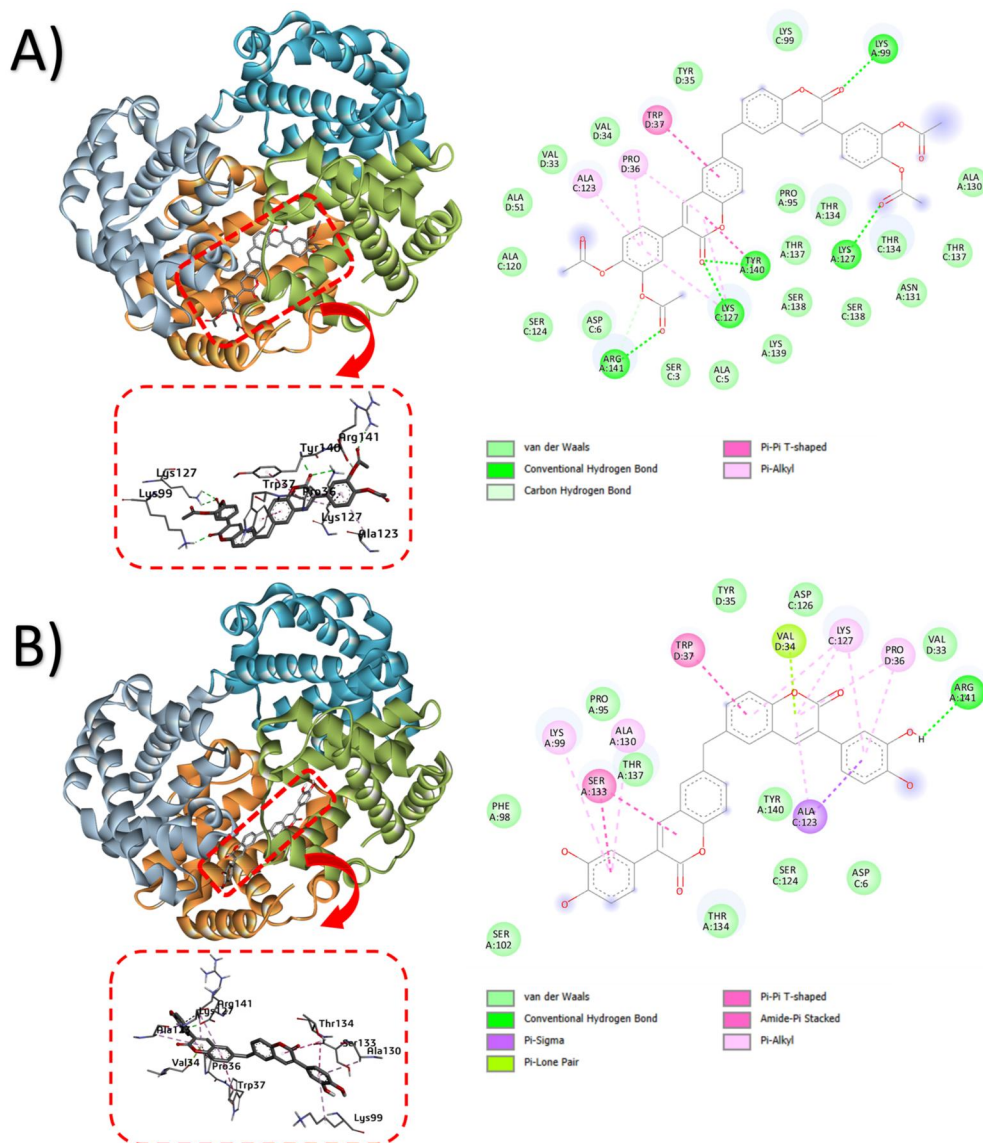 A)
LYS
C:99
LYS
A:99
TYR
D:35
TRP
D:37
VAL
D:34
VAL
D:33
PRO
D:36
ALA
C:123
ALA
D:51
PRO
A:95
THR
A:134
ALA
A:130
ALA
C:120
TYR
A:140
THR
A:137
LYS
A:127
THR
C:134
THR
C:137
SER
C:124
ASP
C:6
LYS
C:127
SER
A:138
SER
C:138
ASN
A:131
ARG
A:141
SER
C:3
ALA
C:5
LYS
A:139
O
O
O
O
O
O
O
O
O
O
O
O
van der Waals
Conventional Hydrogen Bond
Carbon Hydrogen Bond
Pi-Pi T-shaped
Pi-Alkyl
Arg141
Tyr140
Lys127
Trp37
Pro36
Lys99
Lys127
Ala123
B)
TYR
D:35
ASP
C:126
TRP
D:37
VAL
D:34
LYS
C:127
PRO
D:36
VAL
D:33
ARG
A:141
PRO
A:95
LYS
A:99
ALA
A:130
THR
A:137
SER
A:133
PHE
A:98
TYR
A:140
ALA
C:123
SER
C:124
ASP
C:6
THR
A:134
SER
A:102
O
O
O
H
O
O
O
O
O
van der Waals
Conventional Hydrogen Bond
Pi-Sigma
Pi-Lone Pair
Pi-Pi T-shaped
Amide-Pi Stacked
Pi-Alkyl
Arg141
Lys127
Thr134
Ser133
Ala130
Val34
Pro36
Trp37
Lys99